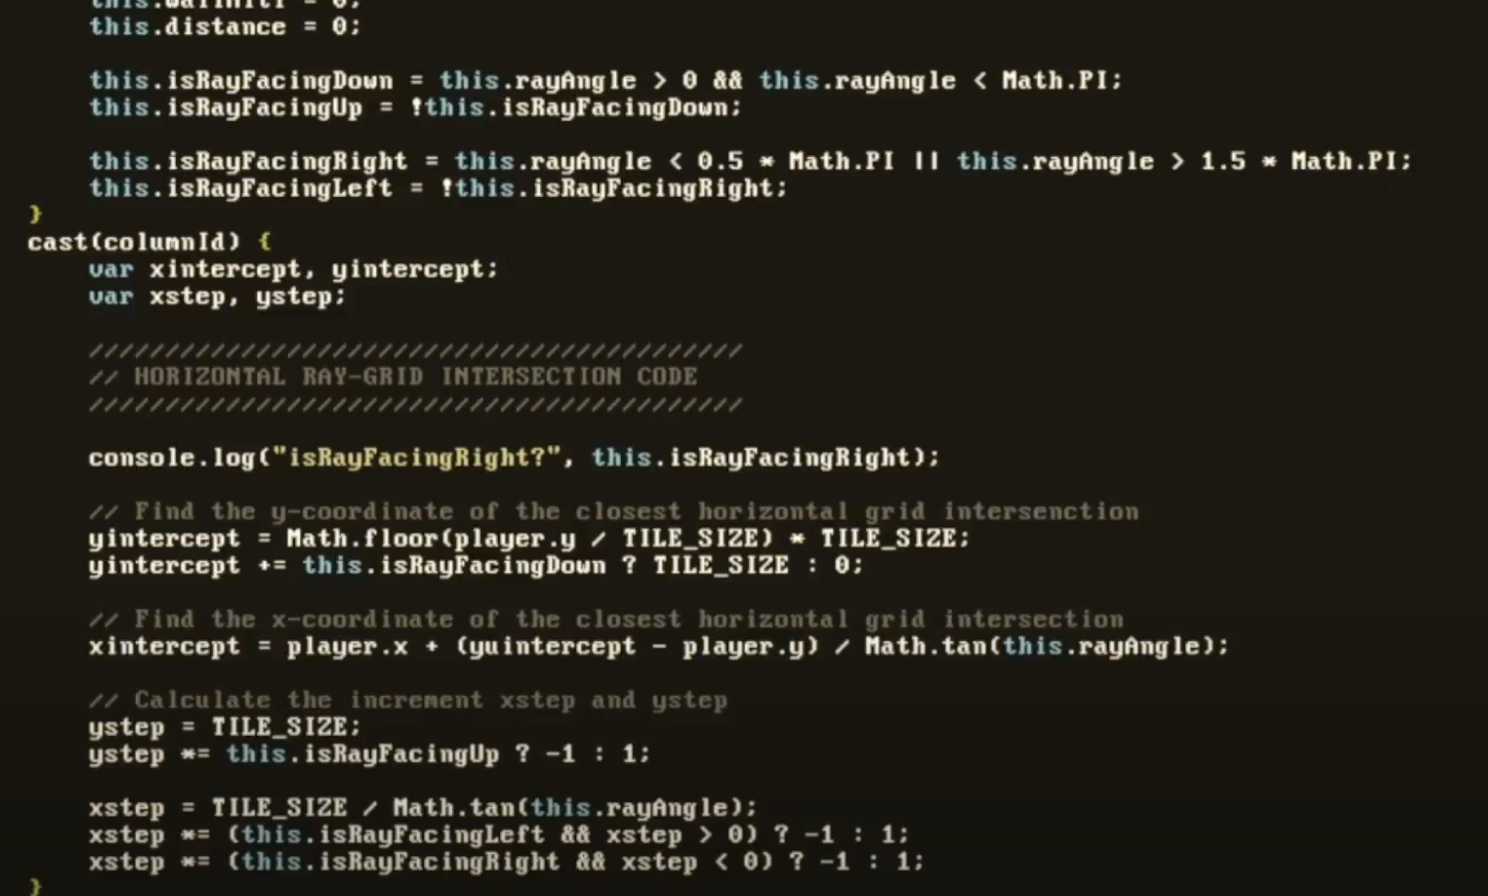 this.wallHitY = 0;
this.distance = 0;
this.isRayFacingDown = this.rayAngle > 0 && this.rayAngle < Math.PI;
this.isRayFacingUp = !this.isRayFacingDown;
this.isRayFacingRight = this.rayAngle < 0.5 * Math.PI || this.rayAngle > 1.5 * Math.PI;
this.isRayFacingLeft = !this.isRayFacingRight;
}
cast(columnId) {
var xintercept, yintercept;
var xstep, ystep;
///////////////////////////////////////////
// HORIZONTAL RAY-GRID INTERSECTION CODE
///////////////////////////////////////////
console.log("isRayFacingRight?", this.isRayFacingRight);
// Find the y-coordinate of the closest horizontal grid intersenction
yintercept = Math.floor(player.y / TILE_SIZE) * TILE_SIZE;
yintercept += this.isRayFacingDown ? TILE_SIZE : 0;
// Find the x-coordinate of the closest horizontal grid intersection
xintercept = player.x + (yuintercept - player.y) / Math.tan(this.rayAngle);
// Calculate the increment xstep and ystep
ystep = TILE_SIZE;
ystep *= this.isRayFacingUp ? -1 : 1;
xstep = TILE_SIZE / Math.tan(this.rayAngle);
xstep *= (this.isRayFacingLeft && xstep > 0) ? -1 : 1;
xstep *= (this.isRayFacingRight && xstep < 0) ? -1 : 1;
}